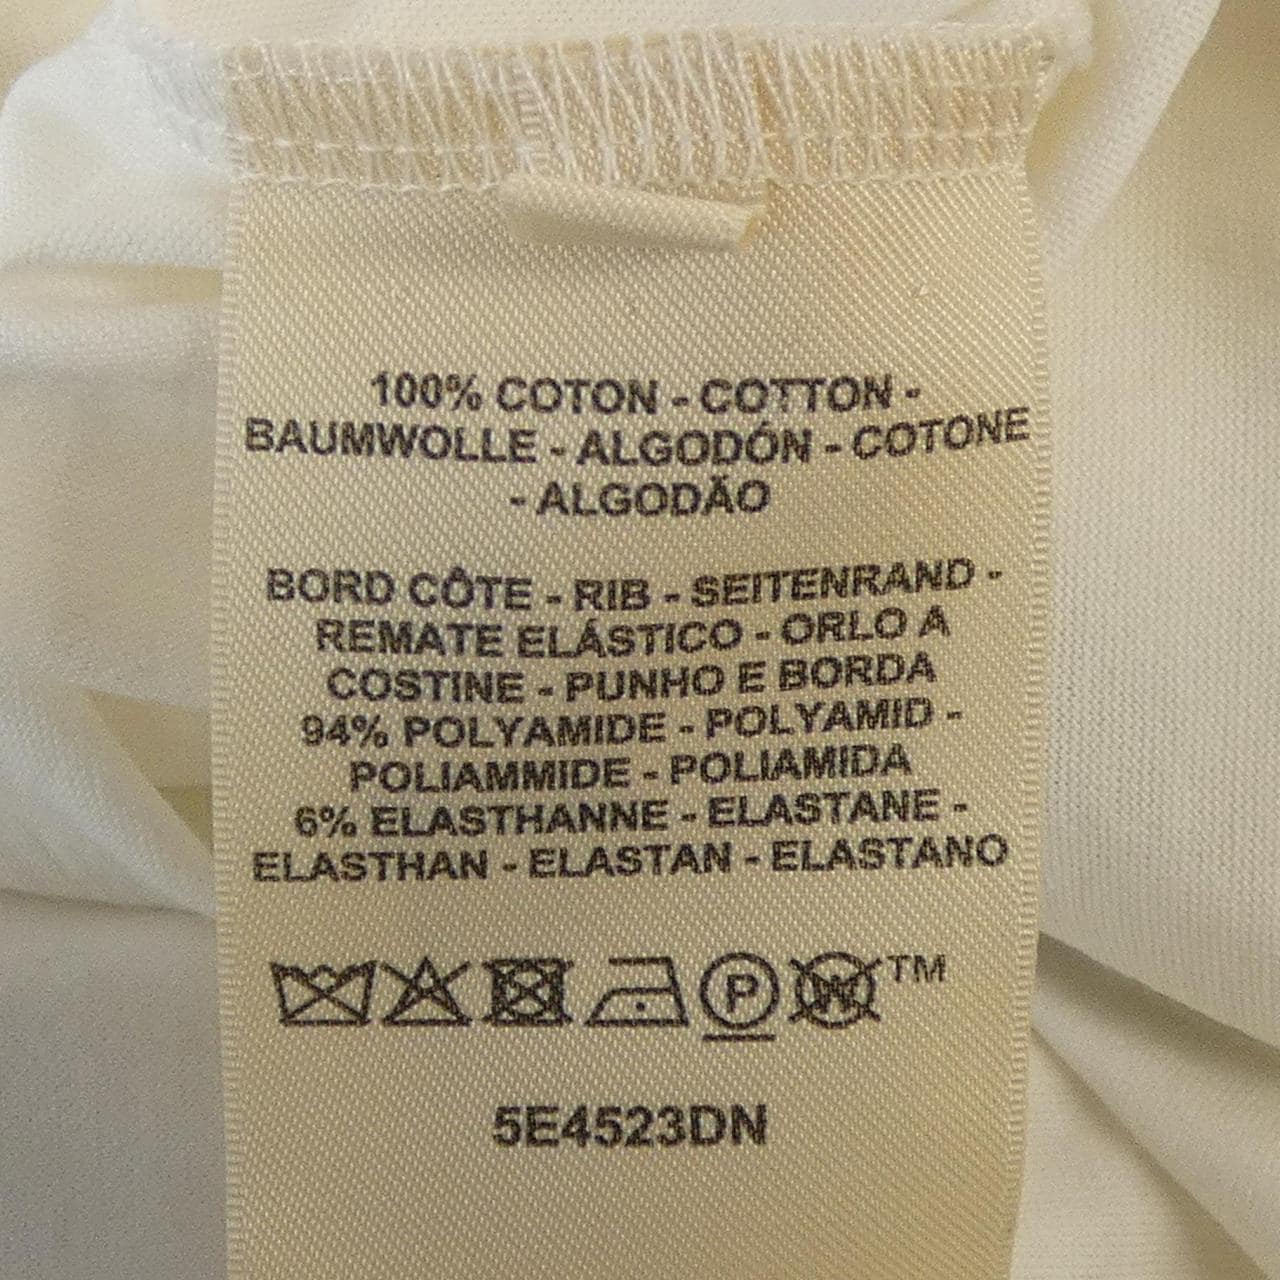 100% COTON - COTTON -
BAUMWOLLE - ALGODÓN - COTONE
- ALGODÃO
BORD CÔTE - RIB - SEITENRAND -
REMATE ELÁSTICO - ORLO A
COSTINE - PUNHO E BORDA
94% POLYAMIDE - POLYAMID -
POLIAMMIDE - POLIAMIDA
6% ELASTHANNE - ELASTANE -
ELASTHAN - ELASTAN - ELASTANO
P W TM
5E4523DN